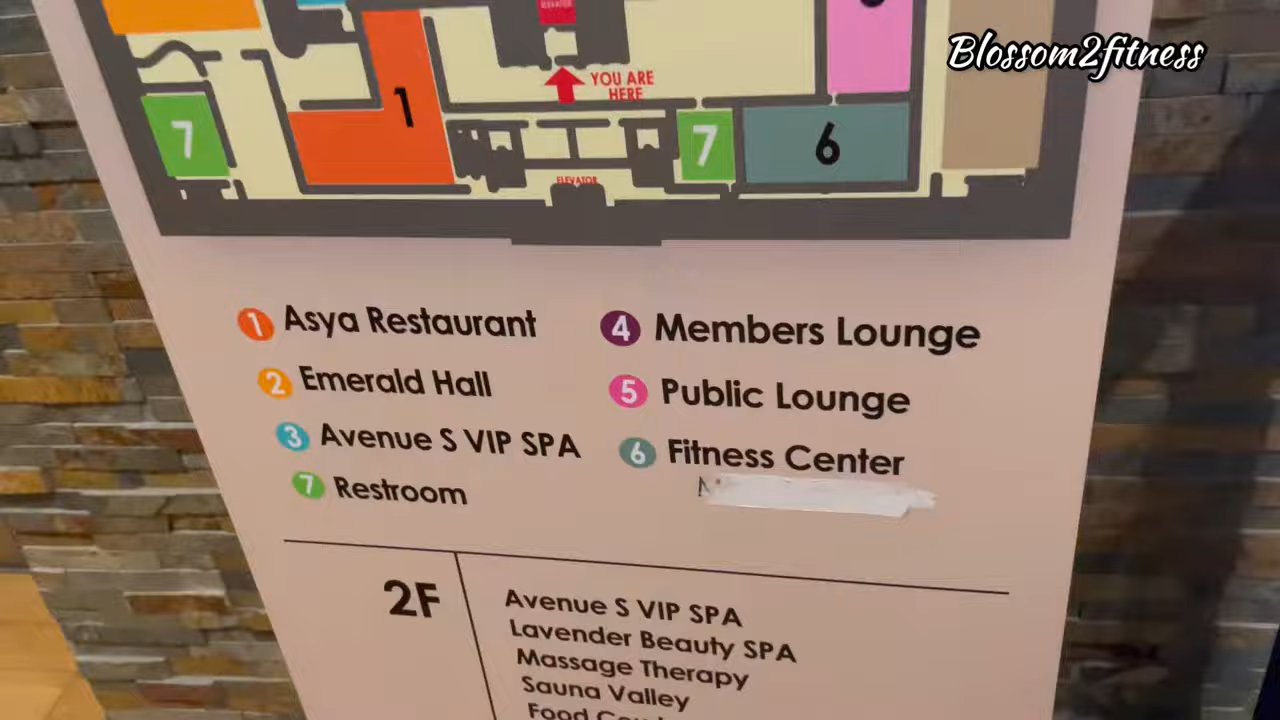 Blossom2fitness
ELEVATOR
YOU ARE
HERE
7
1
7
6
ELEVATOR
1 Asya Restaurant
2 Emerald Hall
3 Avenue S VIP SPA
7 Restroom
4 Members Lounge
5 Public Lounge
6 Fitness Center
2F
Avenue S VIP SPA
Lavender Beauty SPA
Massage Therapy
Sauna Valley
Food